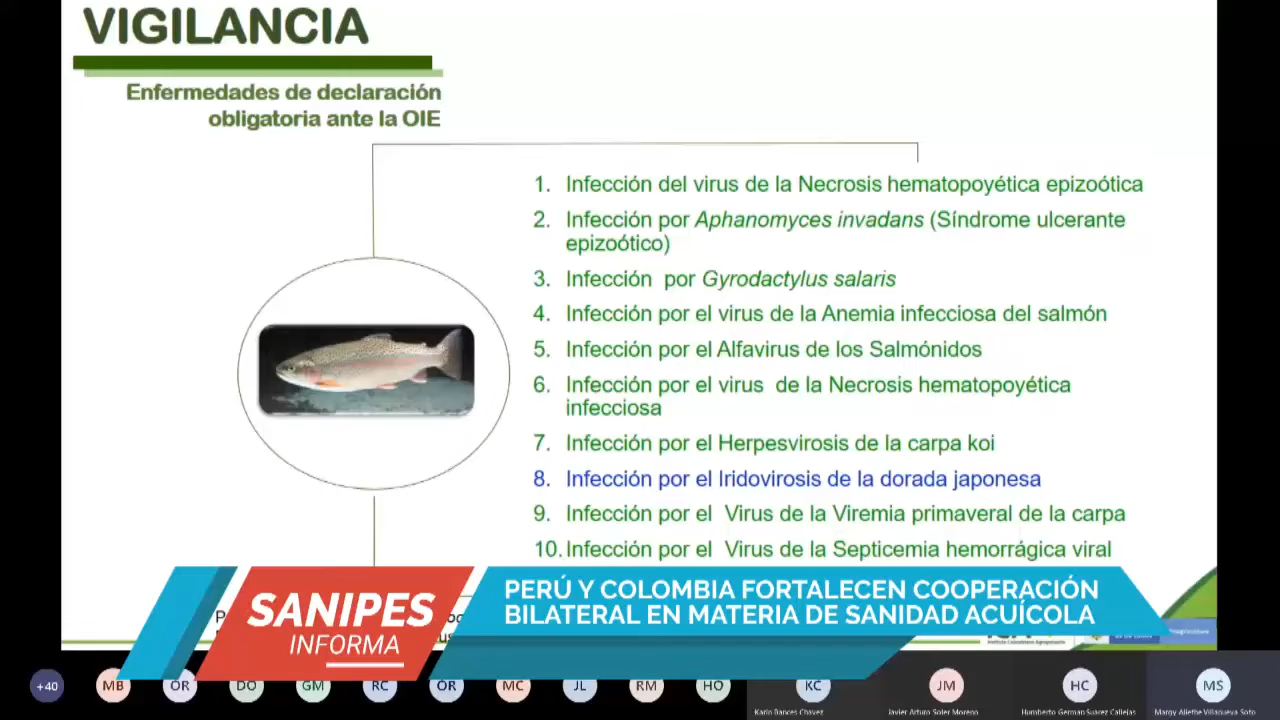 VIGILANCIA
Enfermedades de declaración
obligatoria ante la OIE
1. Infección del virus de la Necrosis hematopoyética epizoótica
2. Infección por Aphanomyces invadans (Síndrome ulcerante
epizoótico)
3. Infección por Gyrodactylus salaris
4. Infección por el virus de la Anemia infecciosa del salmón
5. Infección por el Alfavirus de los Salmónidos
6. Infección por el virus de la Necrosis hematopoyética
infecciosa
7. Infección por el Herpesvirosis de la carpa koi
8. Infección por el Iridovirosis de la dorada japonesa
9. Infección por el Virus de la Viremia primaveral de la carpa
10. Infección por el Virus de la Septicemia hemorrágica viral
SANIPES
INFORMA
PERÚ Y COLOMBIA FORTALECEN COOPERACIÓN
BILATERAL EN MATERIA DE SANIDAD ACUÍCOLA
Instituto Colombiano Agropecuario
+40 MB OR DO GM RC OR MC JL RM HO KC JM HC MS
Karlo Bances Chavez Javier Arturo Soler Moreno Humberto German Suarez Callejas Margy Aliethe Villanueva Soto